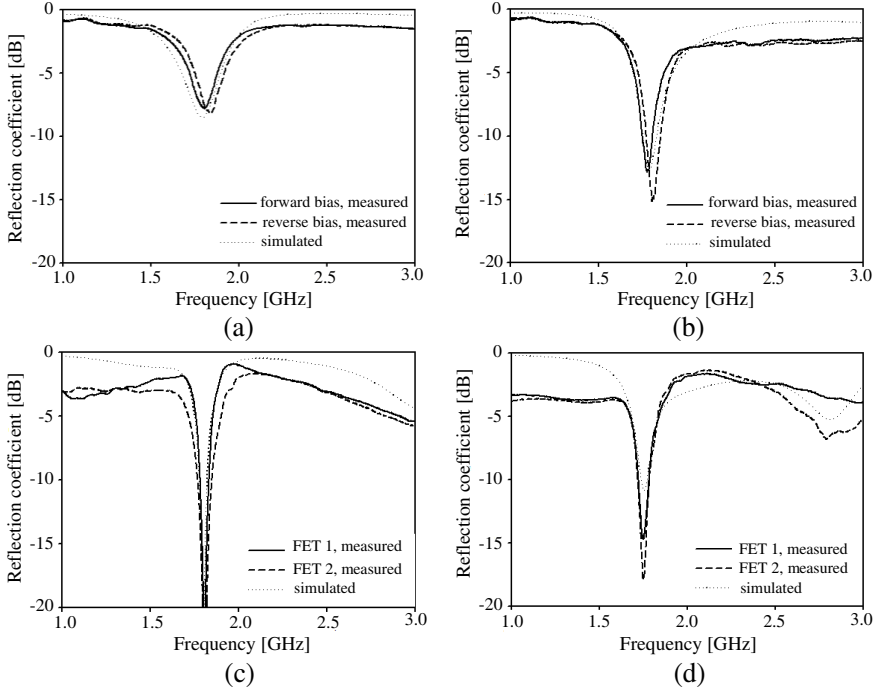 Reflection coefficient [dB]
0
-5
-10
-15
-20
forward bias, measured
reverse bias, measured
simulated
1.0 1.5 2.0 2.5 3.0
Frequency [GHz]
(a)
Reflection coefficient [dB]
0
-5
-10
-15
-20
forward bias, measured
reverse bias, measured
simulated
1.0 1.5 2.0 2.5 3.0
Frequency [GHz]
(b)
Reflection coefficient [dB]
0
-5
-10
-15
-20
FET 1, measured
FET 2, measured
simulated
1.0 1.5 2.0 2.5 3.0
Frequency [GHz]
(c)
Reflection coefficient [dB]
0
-5
-10
-15
-20
FET 1, measured
FET 2, measured
simulated
1.0 1.5 2.0 2.5 3.0
Frequency [GHz]
(d)